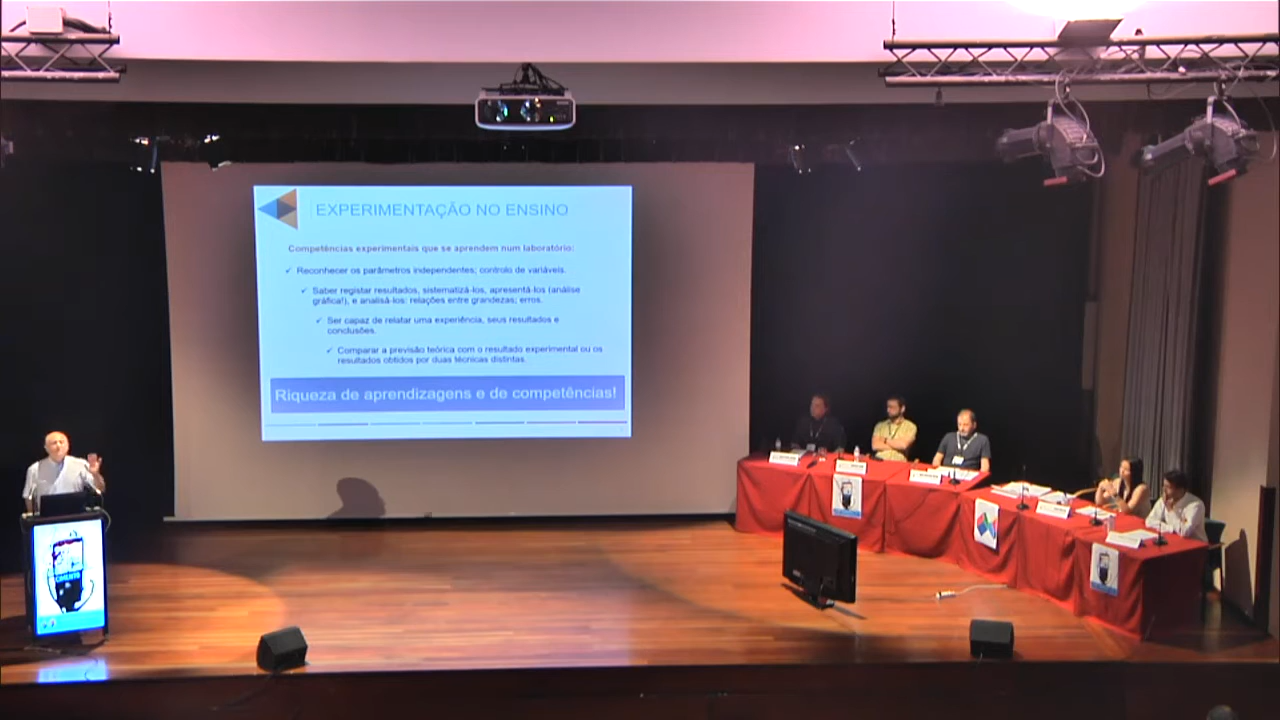 EXPERIMENTAÇÃO NO ENSINO
Competências experimentais que se aprendem num laboratório:
✓ Reconhecer os parâmetros independentes; controlo de variáveis.
✓ Saber registar resultados, sistematizá-los, apresentá-los (análise
gráfica!), e analisá-los: relações entre grandezas; erros.
✓ Ser capaz de relatar uma experiência, seus resultados e
conclusões.
✓ Comparar a previsão teórica com o resultado experimental ou os
resultados obtidos por duas técnicas distintas.
Riqueza de aprendizagens e de competências!